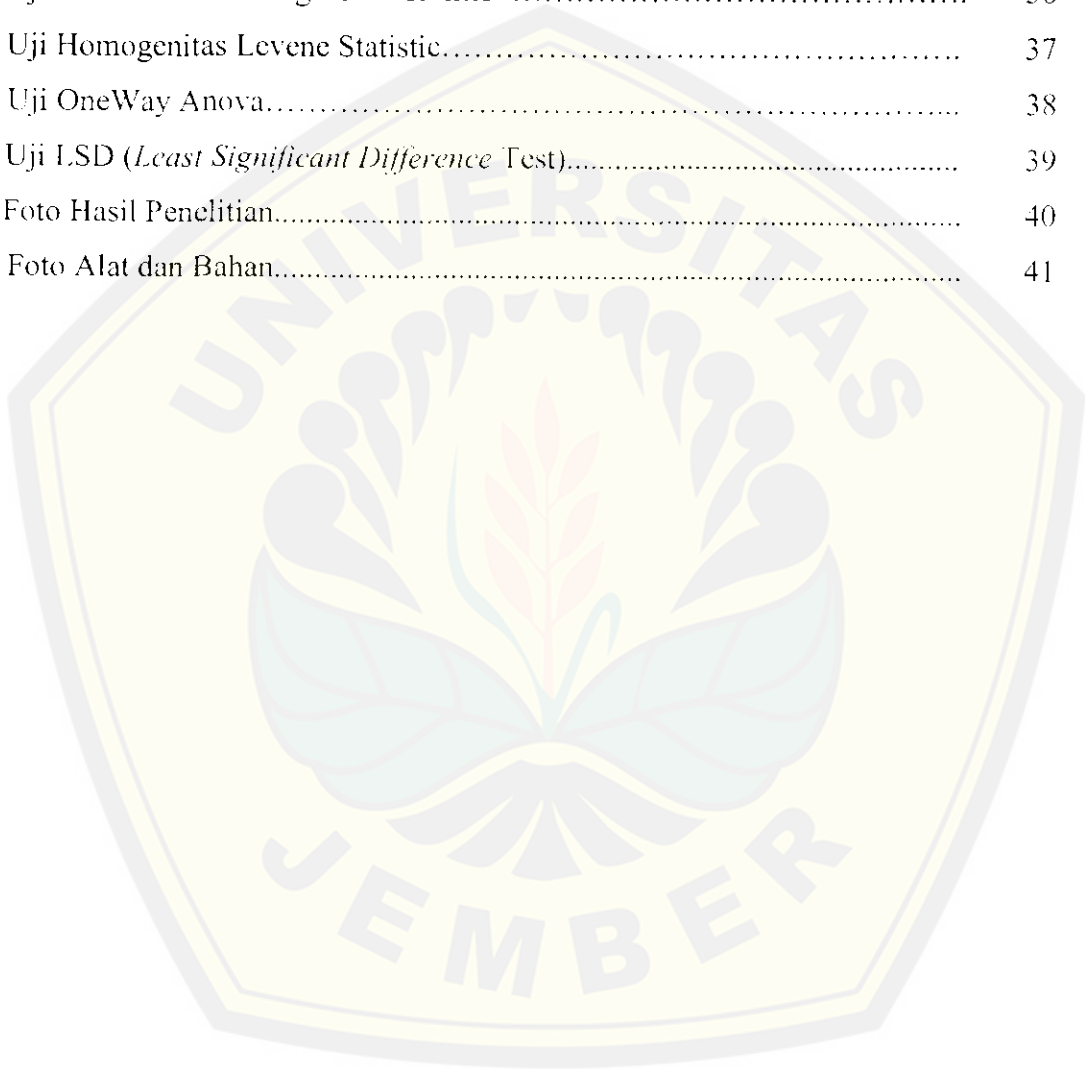 Uji Homogenitas Levene Statistic.................................................... 37
Uji OneWay Anova.................................................................... 38
Uji LSD (Least Significant Difference Test)................................................ 39
Foto Hasil Penelitian........................................................................ 40
Foto Alat dan Bahan........................................................................ 41
UNIVERSITAS
JEMBER